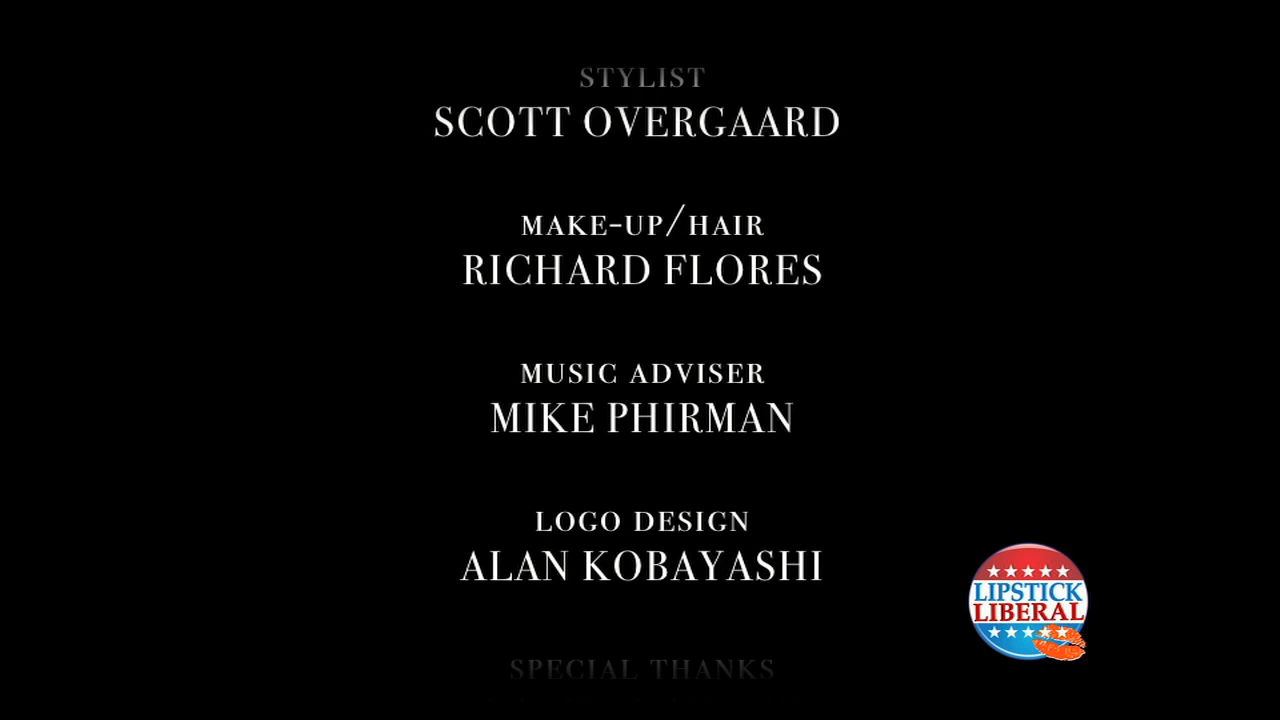 STYLIST
SCOTT OVERGAARD
MAKE-UP/HAIR
RICHARD FLORES
MUSIC ADVISER
MIKE PHIRMAN
LOGO DESIGN
ALAN KOBAYASHI
LIPSTICK
LIBERAL
SPECIAL THANKS